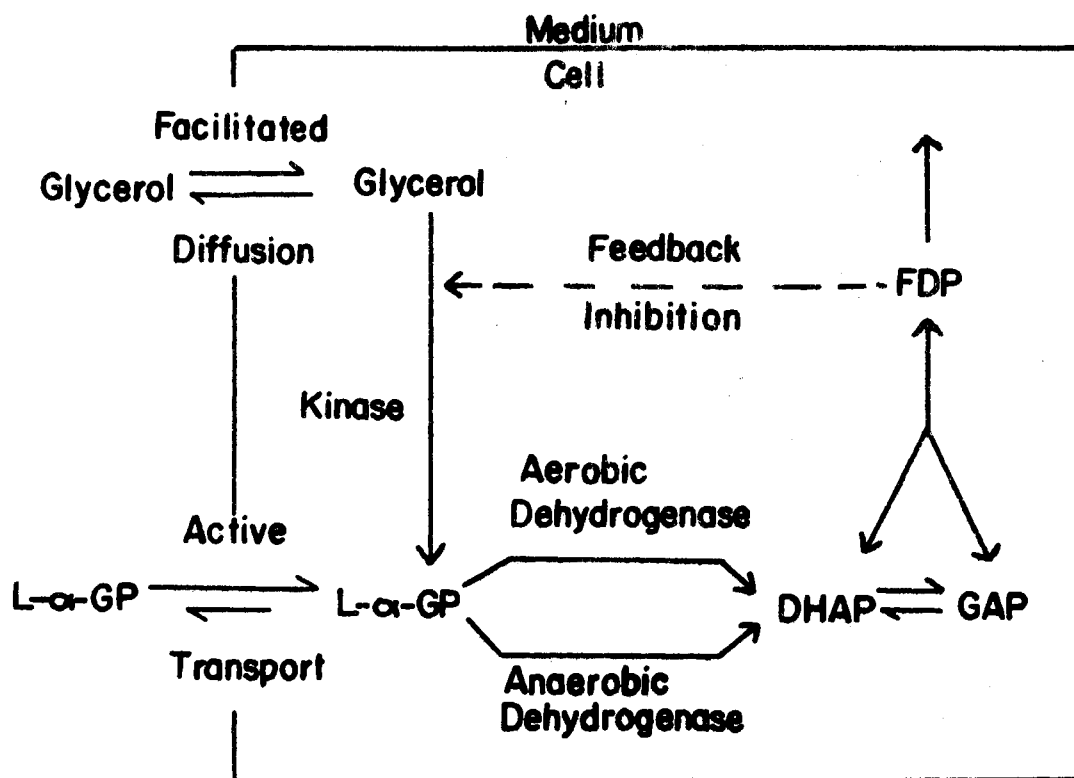 Medium
Cell
Facilitated
Glycerol
Glycerol
Diffusion
Feedback
FDP
Inhibition
Kinase
Aerobic
Dehydrogenase
Active
L-α-GP
L-α-GP
DHAP
GAP
Transport
Anaerobic
Dehydrogenase